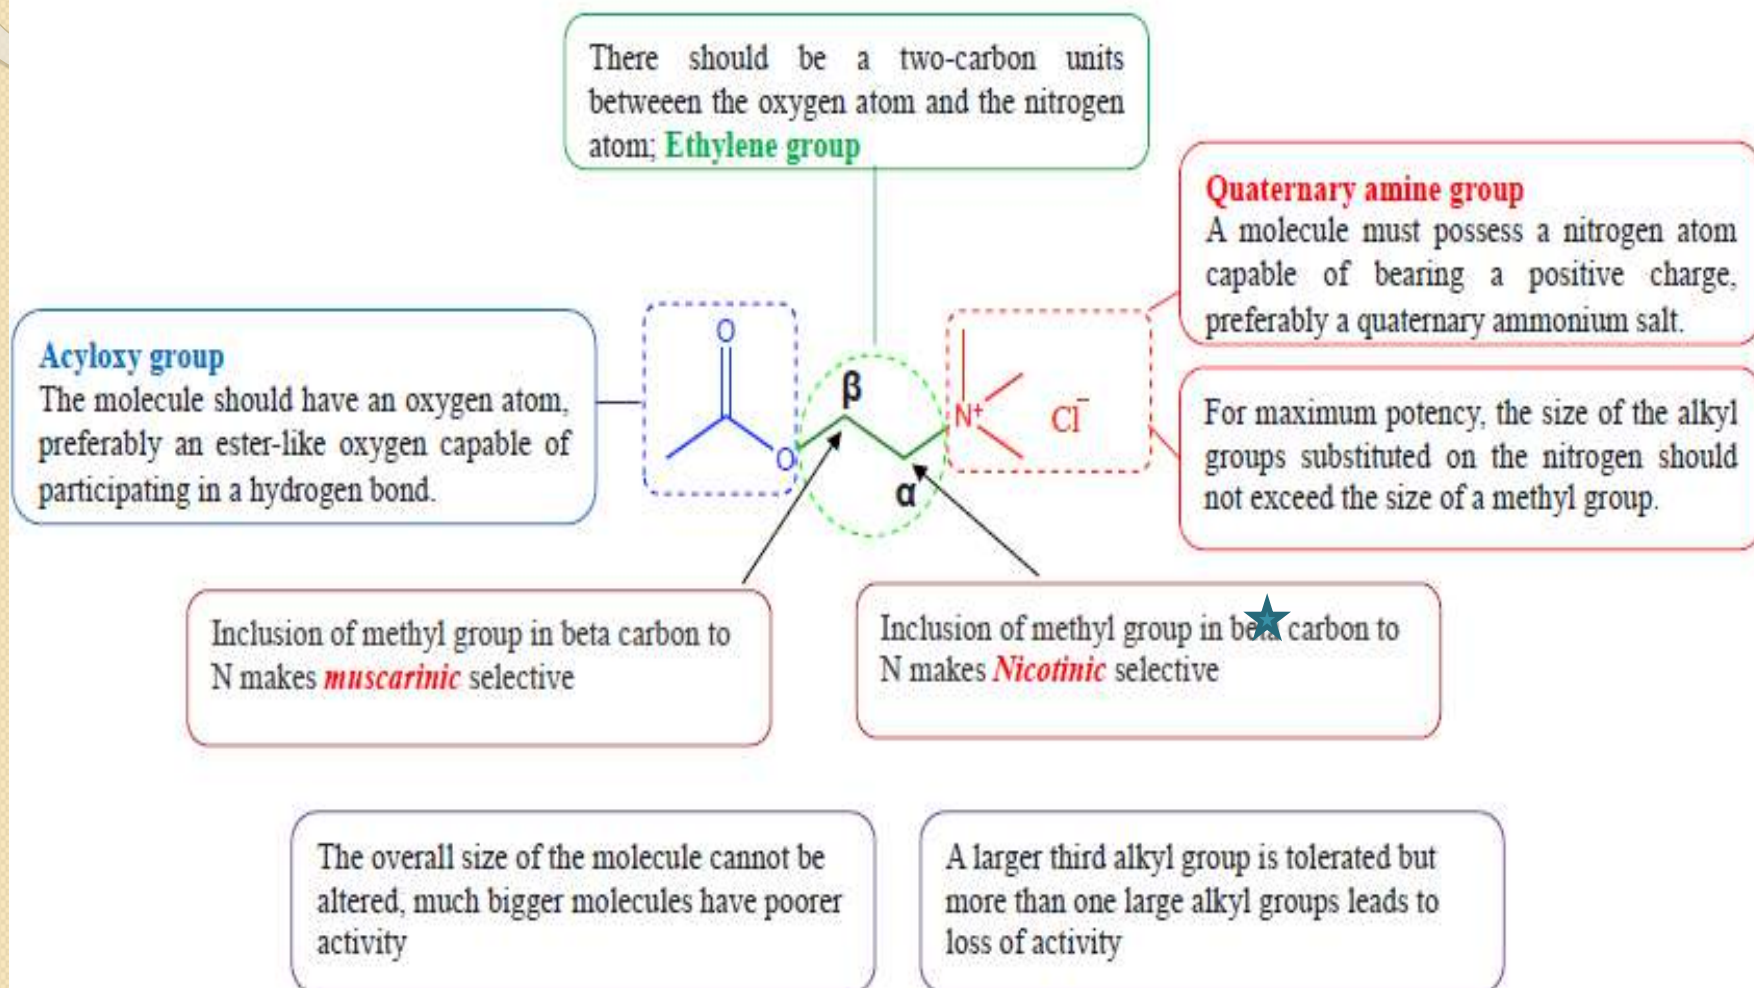 There should be a two-carbon units
betweeen the oxygen atom and the nitrogen
atom; Ethylene group
Quaternary amine group
A molecule must possess a nitrogen atom
capable of bearing a positive charge,
preferably a quaternary ammonium salt.
Acyloxy group
The molecule should have an oxygen atom,
preferably an ester-like oxygen capable of
participating in a hydrogen bond.
O
β
N+
Cl-
O
α
For maximum potency, the size of the alkyl
groups substituted on the nitrogen should
not exceed the size of a methyl group.
Inclusion of methyl group in beta carbon to
N makes muscarinic selective
Inclusion of methyl group in beta carbon to
N makes Nicotinic selective
The overall size of the molecule cannot be
altered, much bigger molecules have poorer
activity
A larger third alkyl group is tolerated but
more than one large alkyl groups leads to
loss of activity